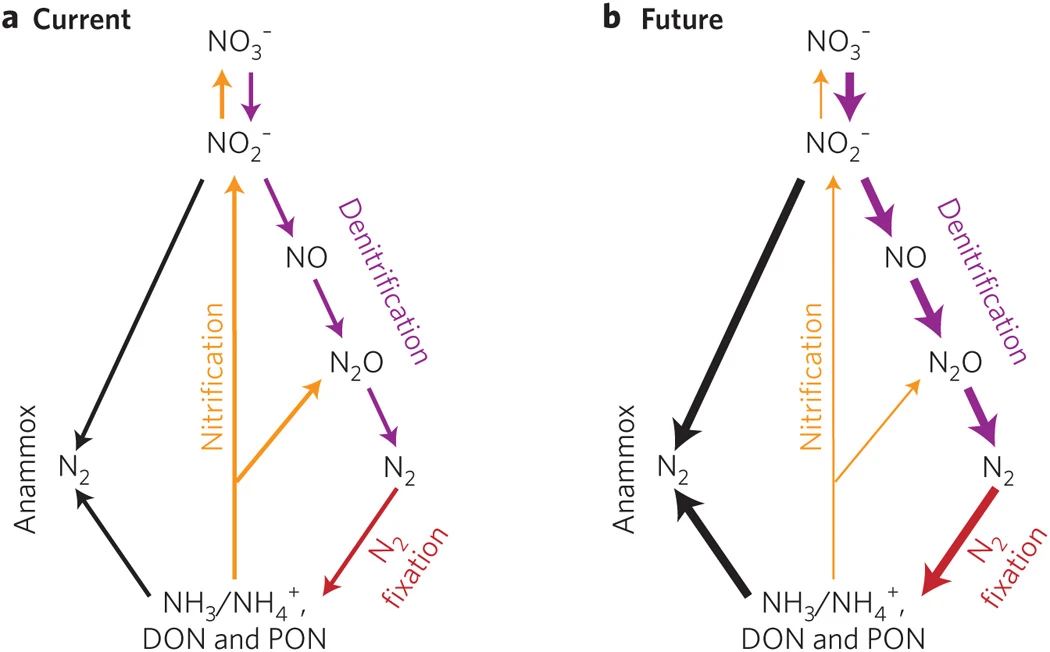 a Current
NO₃⁻
NO₂⁻
Denitrification
NO
N₂O
Nitrification
Anammox
N₂
N₂
N₂
fixation
NH₃/NH₄⁺,
DON and PON
b Future
NO₃⁻
NO₂⁻
Denitrification
NO
N₂O
Nitrification
Anammox
N₂
N₂
N₂
fixation
NH₃/NH₄⁺,
DON and PON